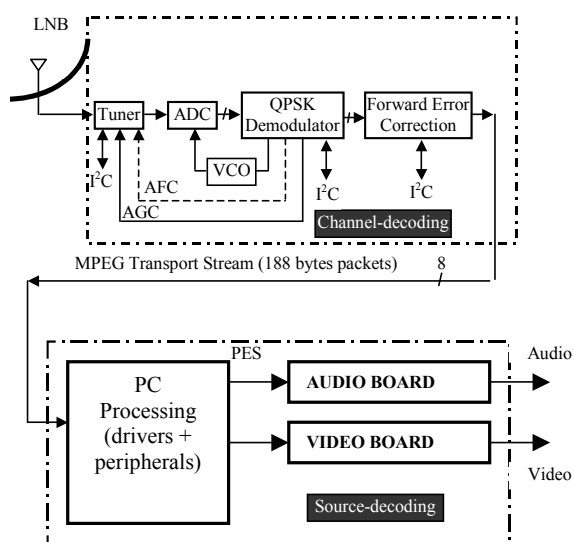 LNB
Tuner
ADC
QPSK
Demodulator
Forward Error
Correction
VCO
I²C
AFC
AGC
I²C
I²C
Channel-decoding
MPEG Transport Stream (188 bytes packets)
8
PES
Audio
PC
Processing
(drivers +
peripherals)
AUDIO BOARD
VIDEO BOARD
Video
Source-decoding